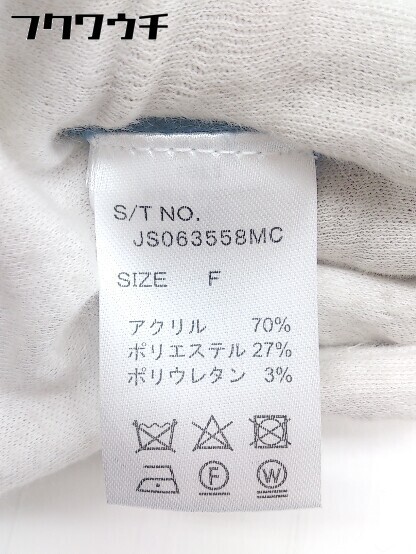 フクワウチ
S/T NO.
JS063558MC
SIZE F
アクリル 70%
ポリエステル 27%
ポリウレタン 3%
F W